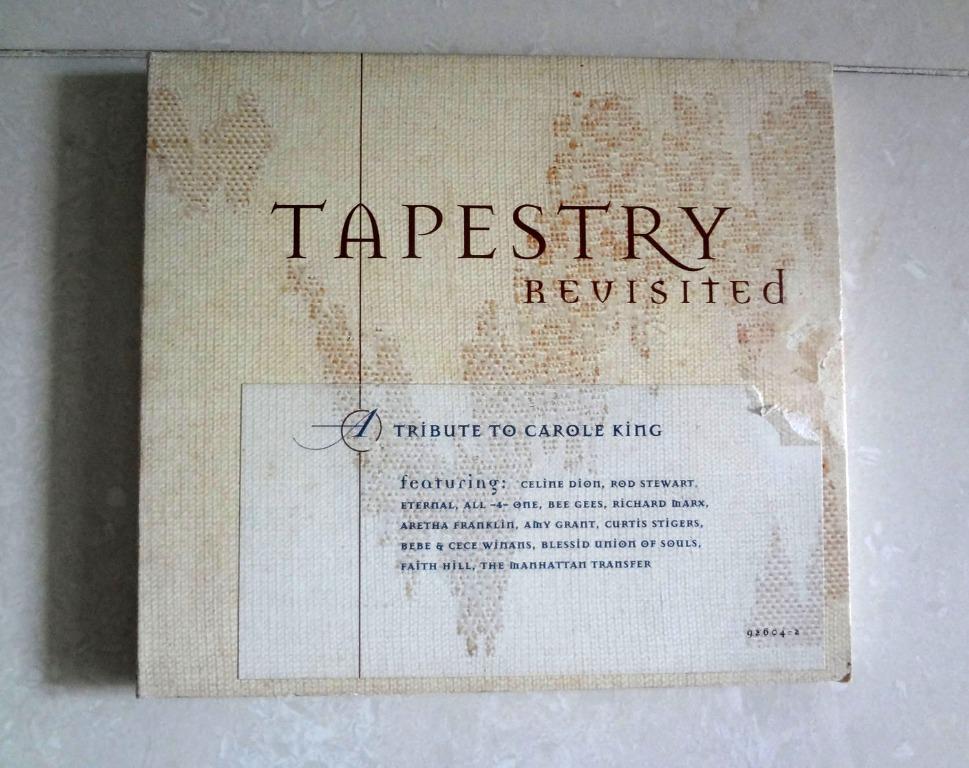 TAPESTRY
REVISITED
A TRIBUTE TO CAROLE KING
featuring: CELINE DION, ROD STEWART,
ETERNAL, ALL -4- ONE, BEE GEES, RICHARD MARX,
ARETHA FRANKLIN, AMY GRANT, CURTIS STIGERS,
BEBE & CECE WINANS, BLESSID UNION OF SOULS,
FAITH HILL, THE MANHATTAN TRANSFER
92604-2